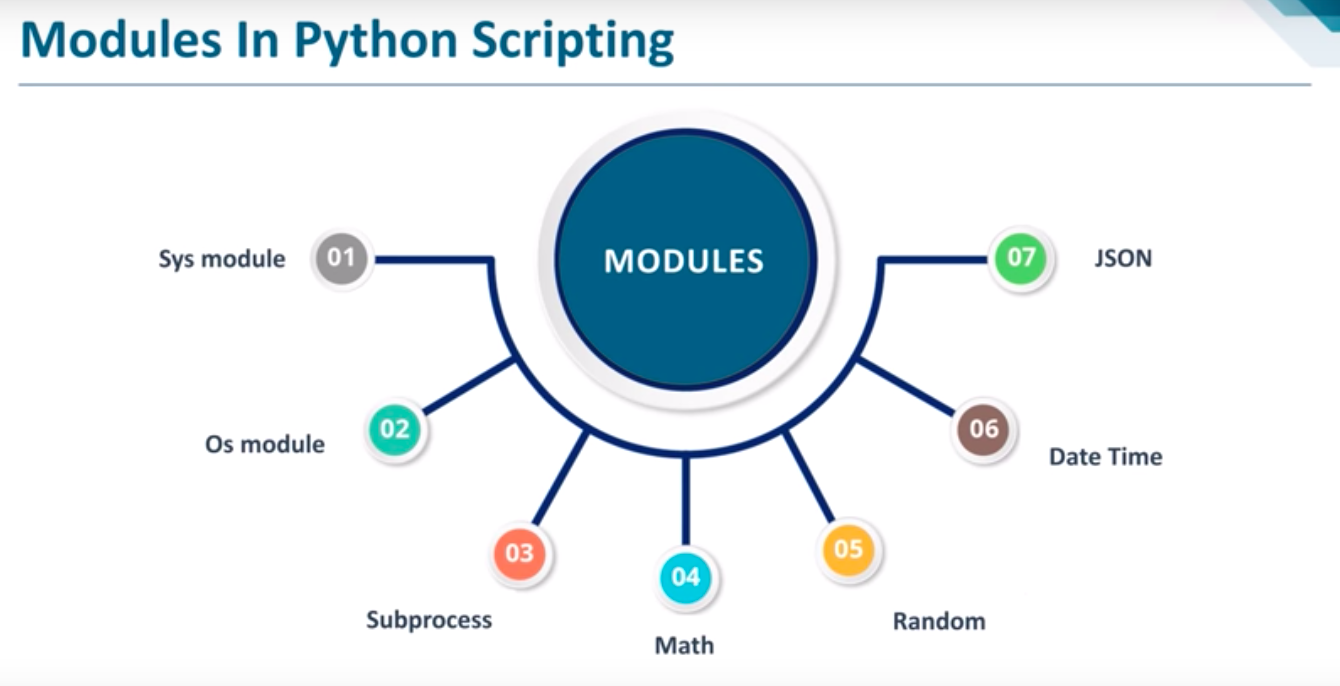 Modules In Python Scripting
MODULES
Sys module
01
Os module
02
03
Subprocess
04
Math
05
Random
06
Date Time
07
JSON